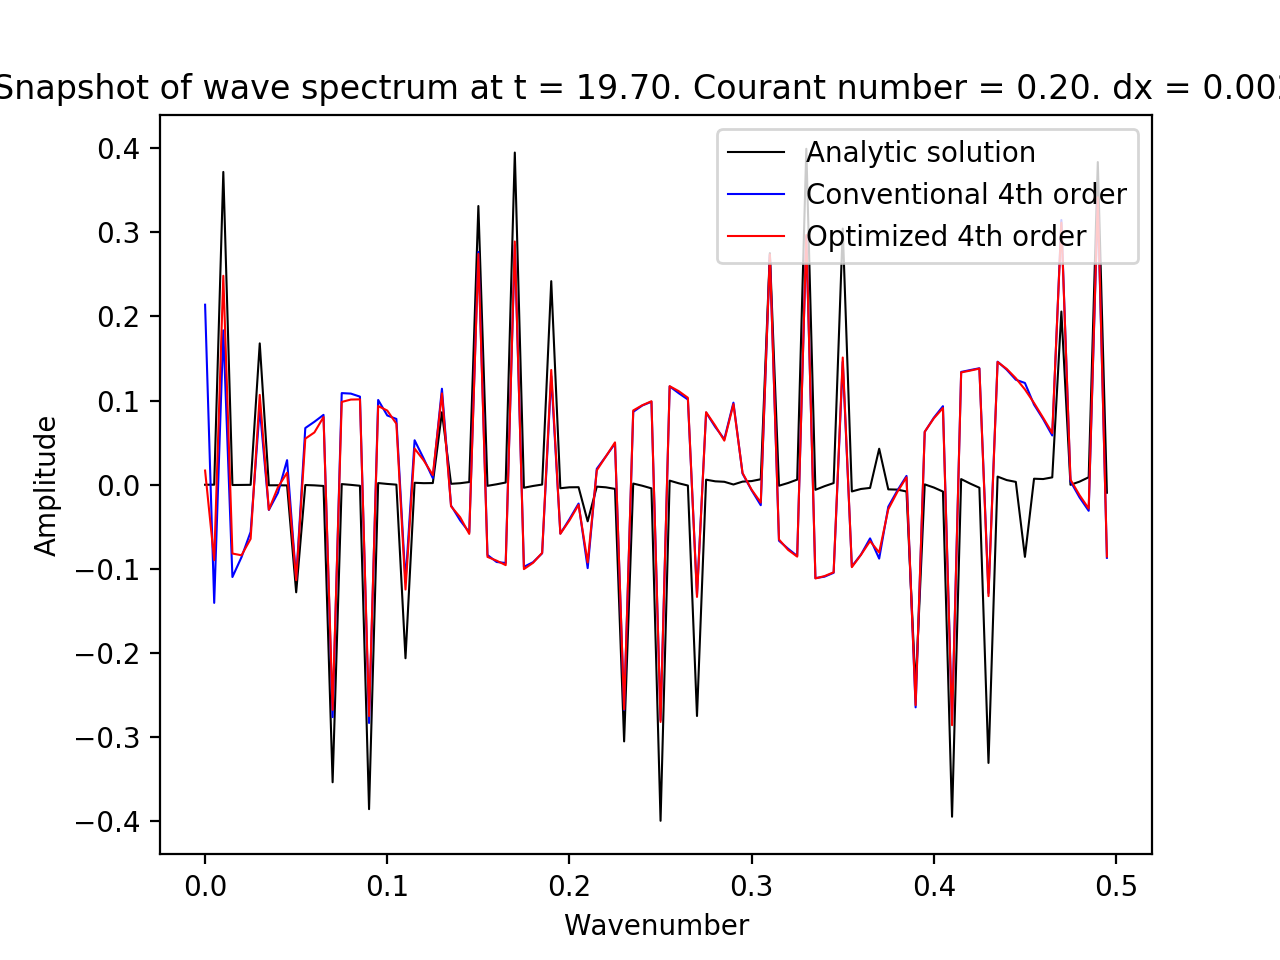 Snapshot of wave spectrum at t = 19.70. Courant number = 0.20. dx = 0.00
Analytic solution
Conventional 4th order
Optimized 4th order
Amplitude
0.4
0.3
0.2
0.1
0.0
−0.1
−0.2
−0.3
−0.4
0.0 0.1 0.2 0.3 0.4 0.5
Wavenumber